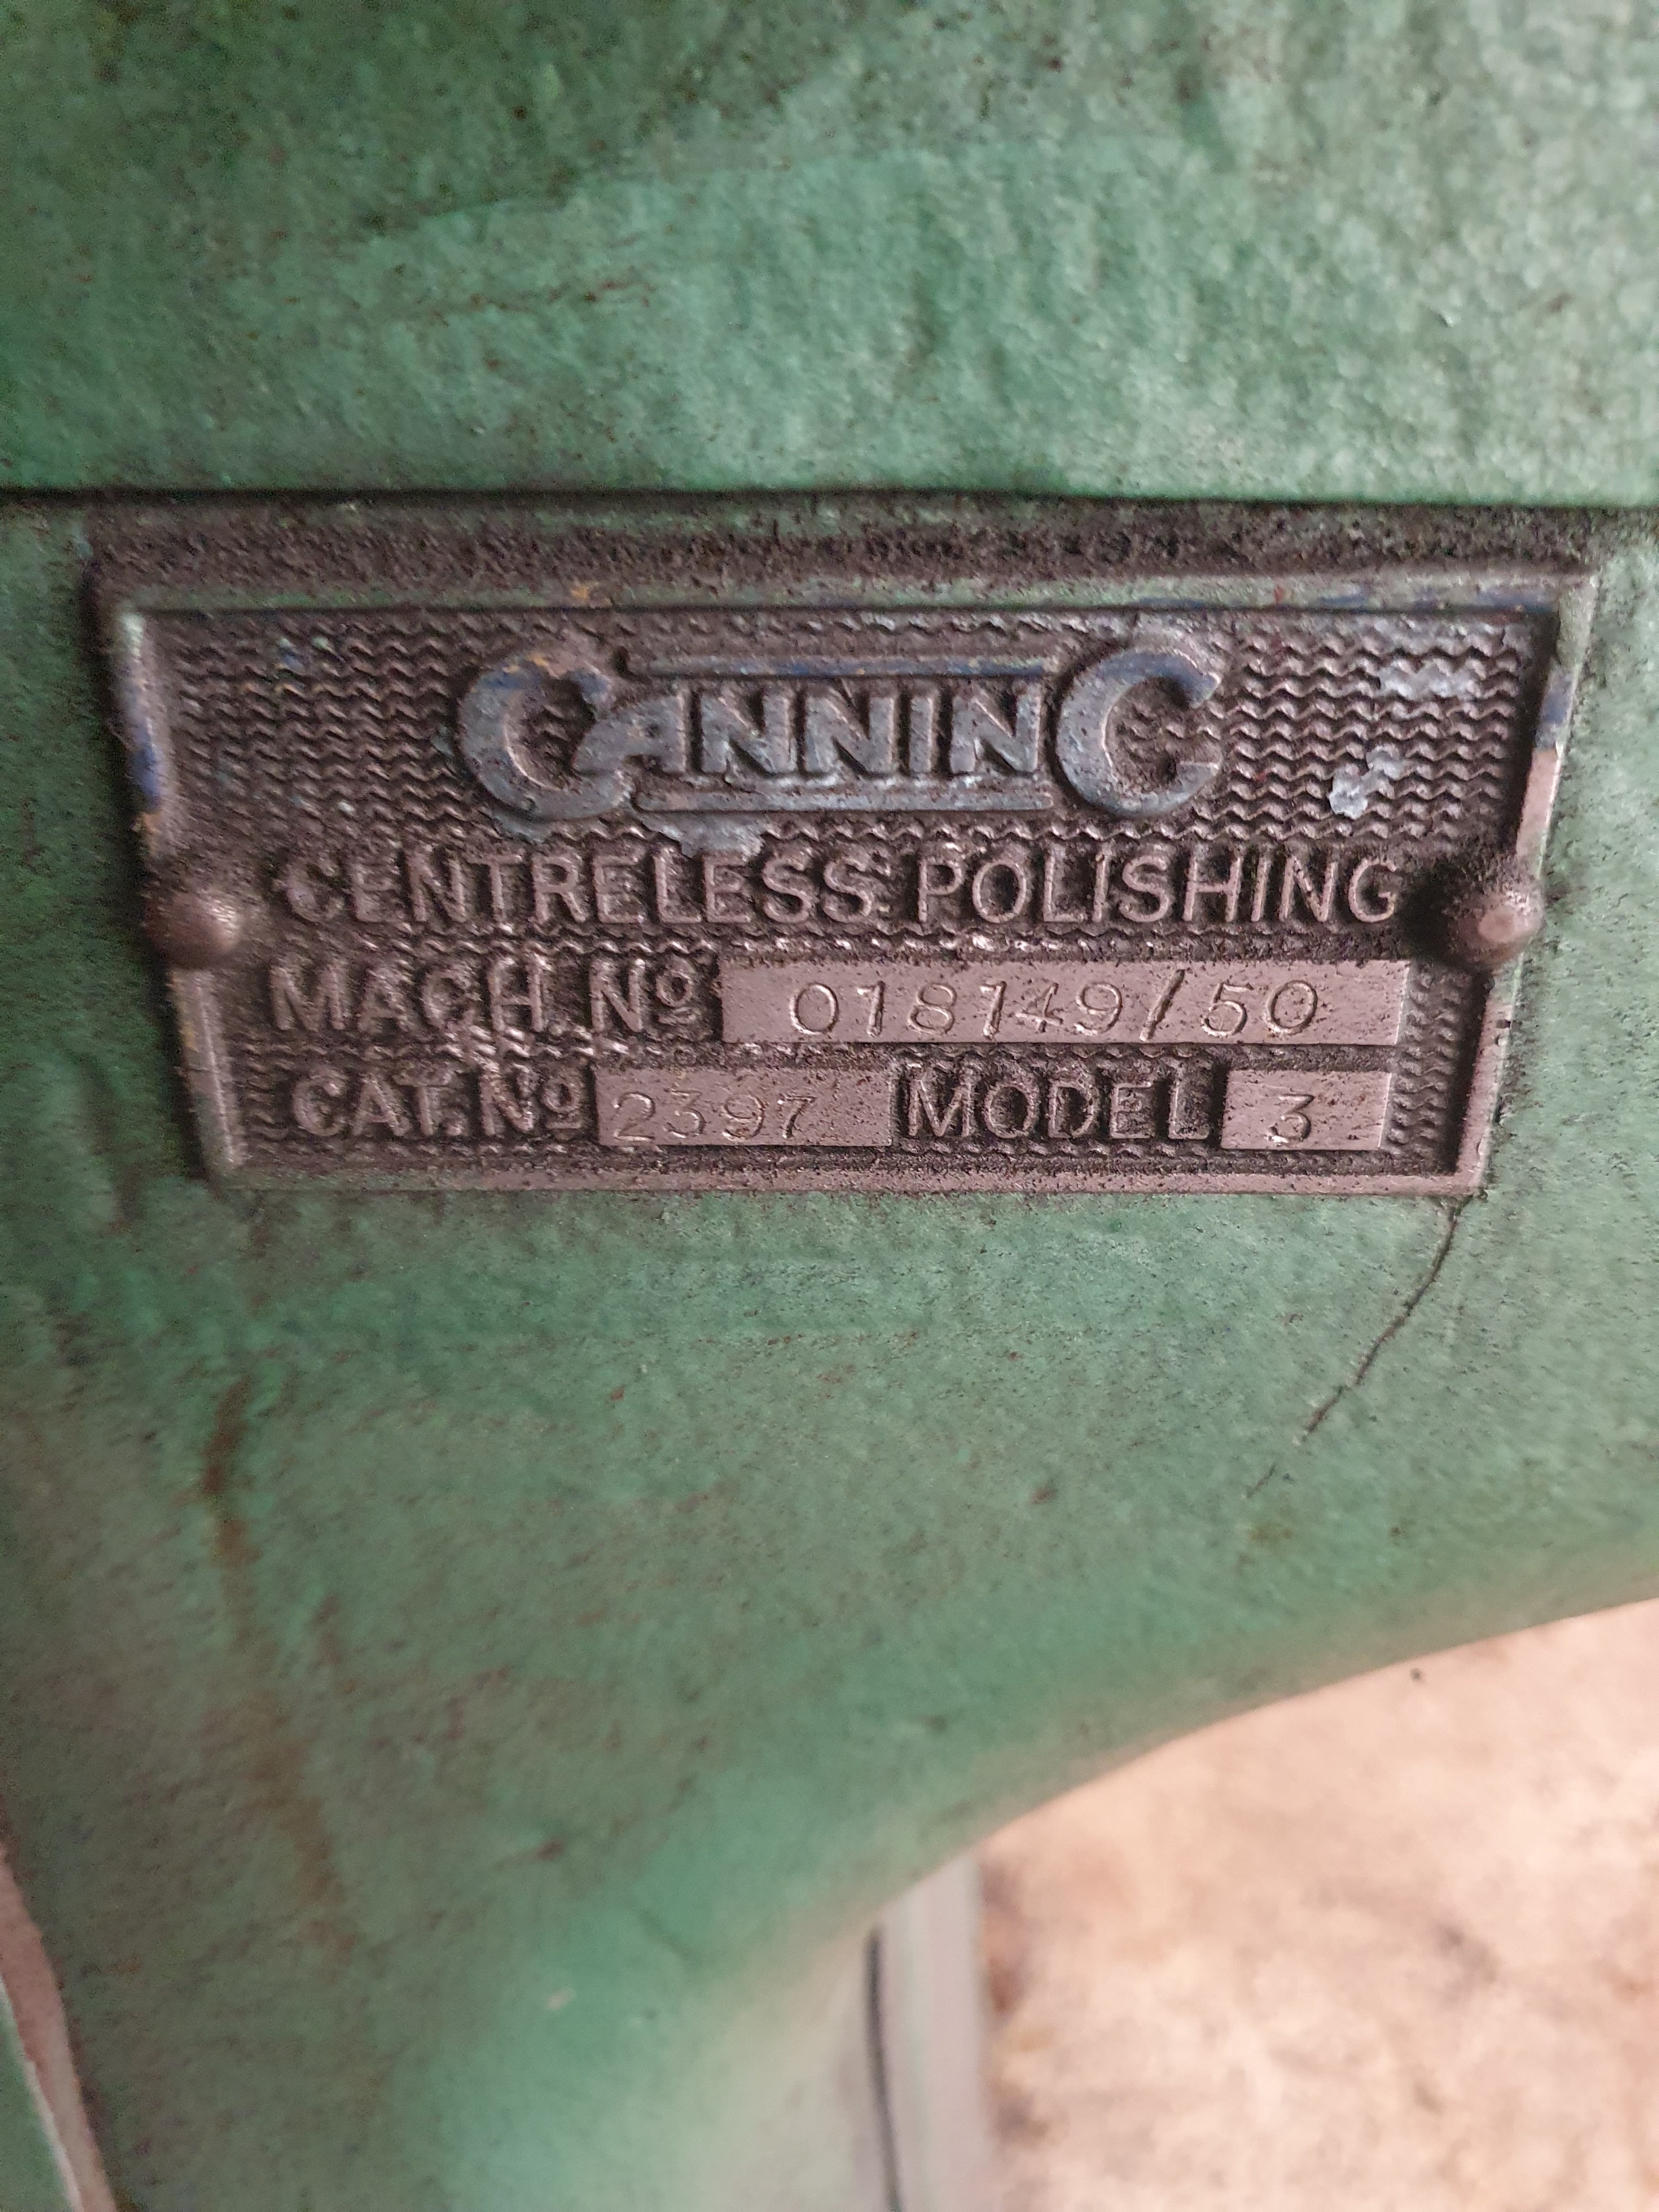 CANNING
CENTRELESS POLISHING
MACH. Nº 018149/50
CAT. Nº 2397 MODEL 3